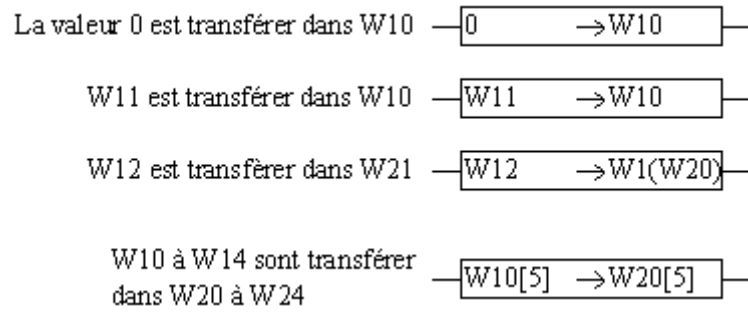 La valeur 0 est transférer dans W10 0 →W10
W11 est transférer dans W10 W11 →W10
W12 est transfèrer dans W21 W12 →W1(W20)
W10 à W14 sont transférer
dans W20 à W24
W10[5] →W20[5]